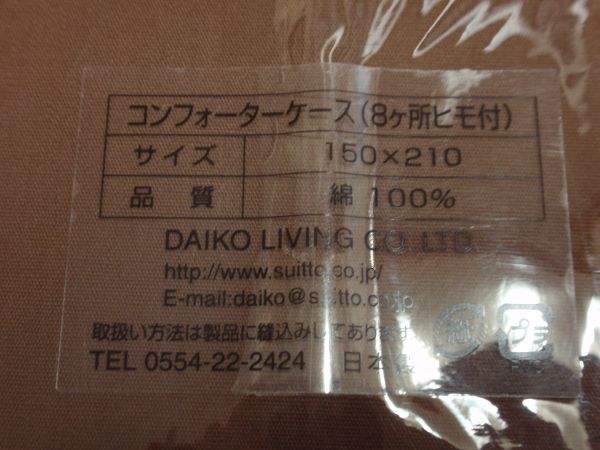 コンフォーターケース(8ヶ所ヒモ付)
サイズ 150×210
品質 綿 100%
DAIKO LIVING CO.,LTD.
http://www.suitto.co.jp/
E-mail:daiko@suitto.co.jp
取扱い方法は製品に縫込みしてあります
TEL 0554-22-2424 日本製
紙 プラ